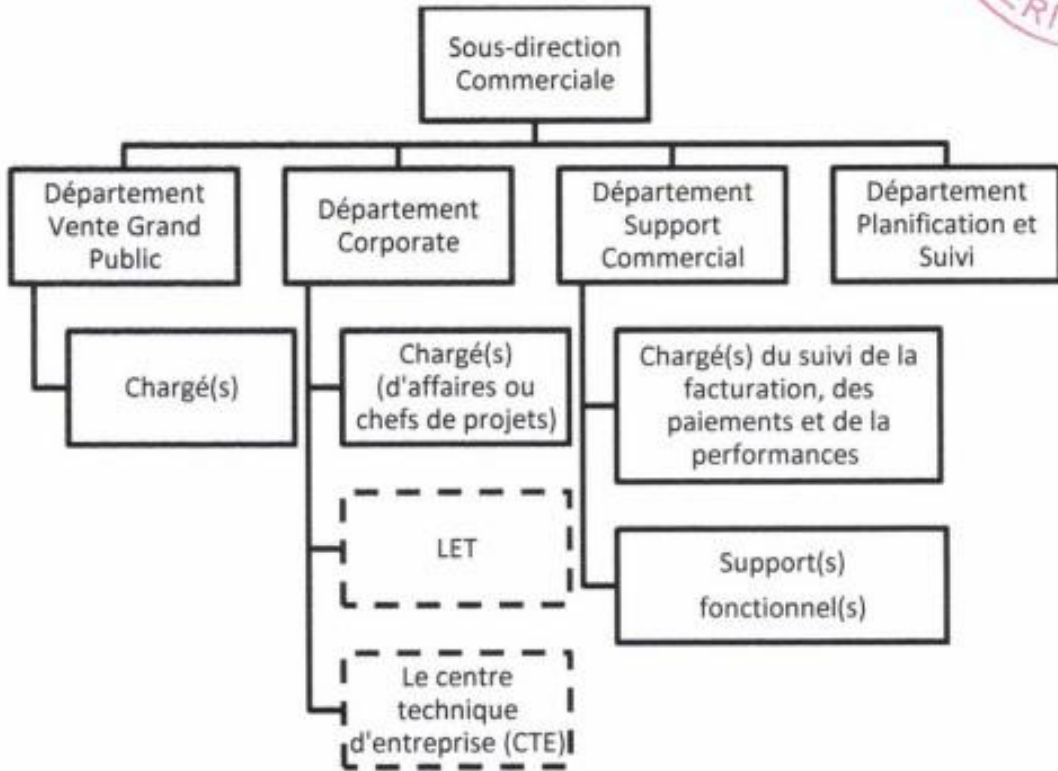 ERI
Sous-direction
Commerciale
Département
Vente Grand
Public
Département
Corporate
Département
Support
Commercial
Département
Planification et
Suivi
Chargé(s)
Chargé(s)
(d'affaires ou
chefs de projets)
Chargé(s) du suivi de la
facturation, des
paiements et de la
performances
LET
Support(s)
fonctionnel(s)
Le centre
technique
d'entreprise (CTE)